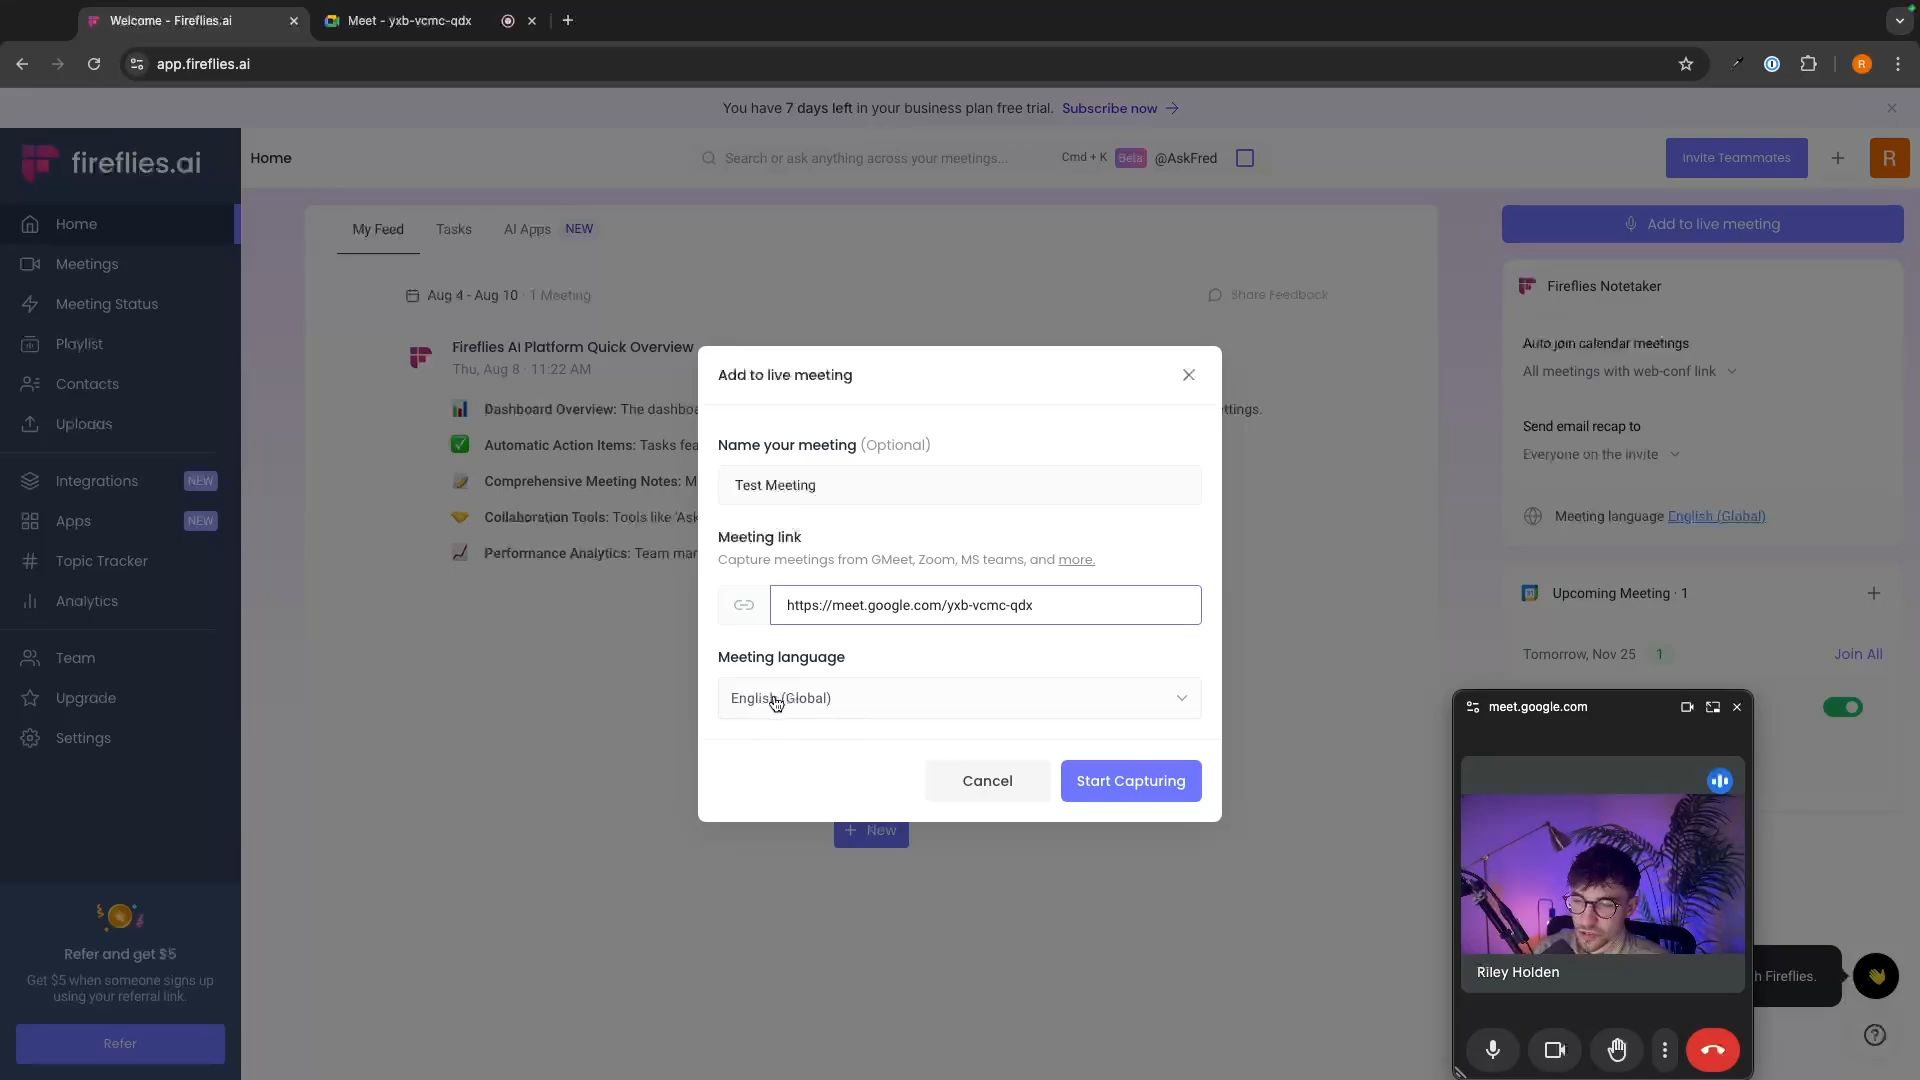 Welcome - Fireflies.ai
Meet - yxb-vcmc-qdx
app.fireflies.ai
R
You have 7 days left in your business plan free trial. Subscribe now
fireflies.ai
Home
Search or ask anything across your meetings...
Cmd + K
Beta
@AskFred
Invite Teammates
R
Home
Meetings
Meeting Status
Playlist
Contacts
Uploads
Integrations NEW
Apps NEW
Topic Tracker
Analytics
Team
Upgrade
Settings
Refer and get $5
Get $5 when someone signs up
using your referral link.
Refer
My Feed
Tasks
AI Apps NEW
Aug 4 - Aug 10 · 1 Meeting
Share Feedback
Fireflies AI Platform Quick Overview
Thu, Aug 8 · 11:22 AM
Dashboard Overview: The dashboa
ttings.
Automatic Action Items: Tasks fea
Comprehensive Meeting Notes: M
Collaboration Tools: Tools like 'Ask
Performance Analytics: Team mar
New
Add to live meeting
Name your meeting (Optional)
Test Meeting
Meeting link
Capture meetings from GMeet, Zoom, MS teams, and more.
https://meet.google.com/yxb-vcmc-qdx
Meeting language
English (Global)
Cancel
Start Capturing
Add to live meeting
Fireflies Notetaker
Auto join calendar meetings
All meetings with web-conf link
Send email recap to
Everyone on the invite
Meeting language English (Global)
Upcoming Meeting · 1
Tomorrow, Nov 25 1
Join All
meet.google.com
Riley Holden
h Fireflies.